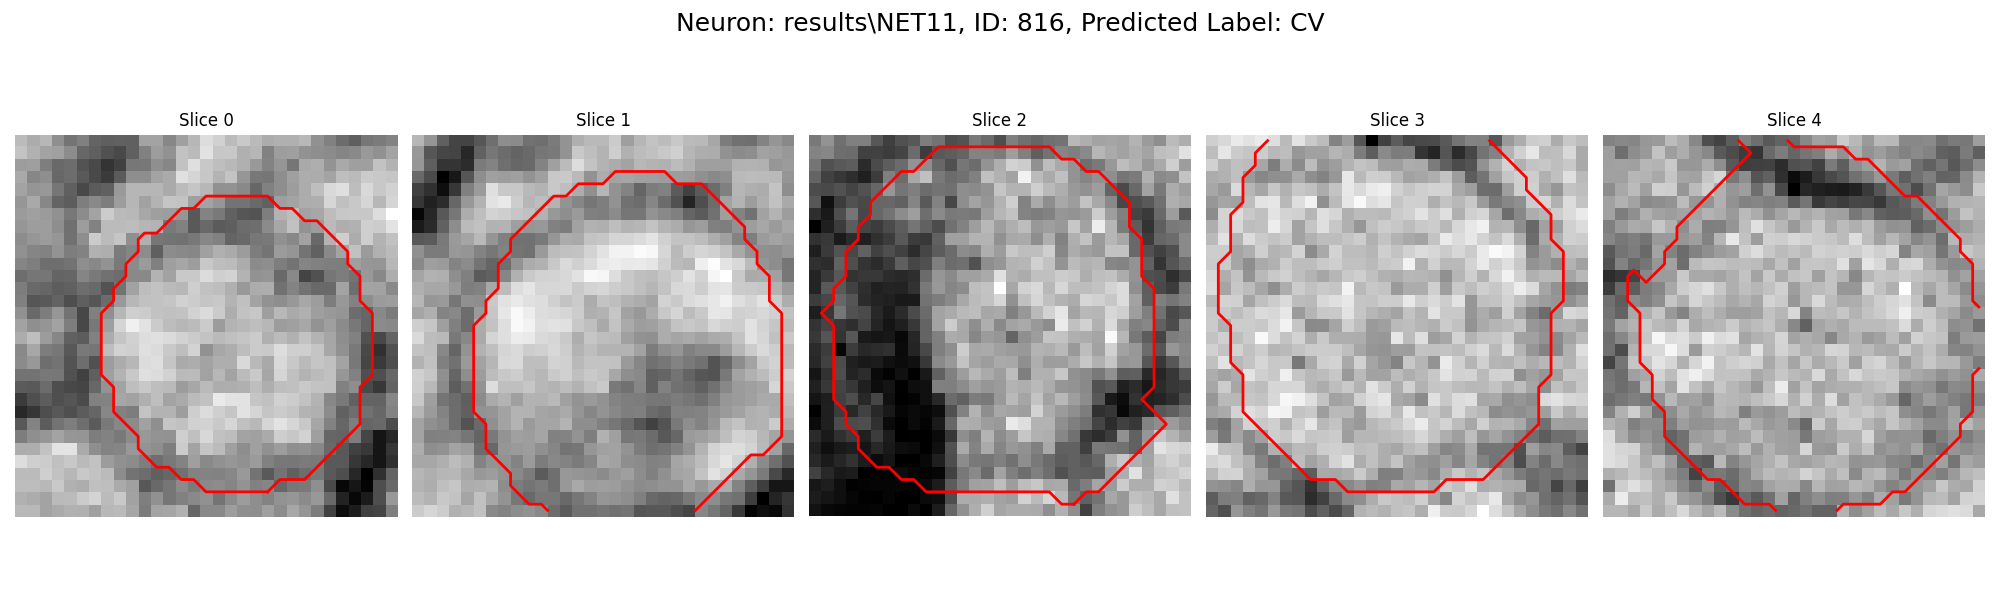 Neuron: results\NET11, ID: 816, Predicted Label: CV
Slice 0
Slice 1
Slice 2
Slice 3
Slice 4